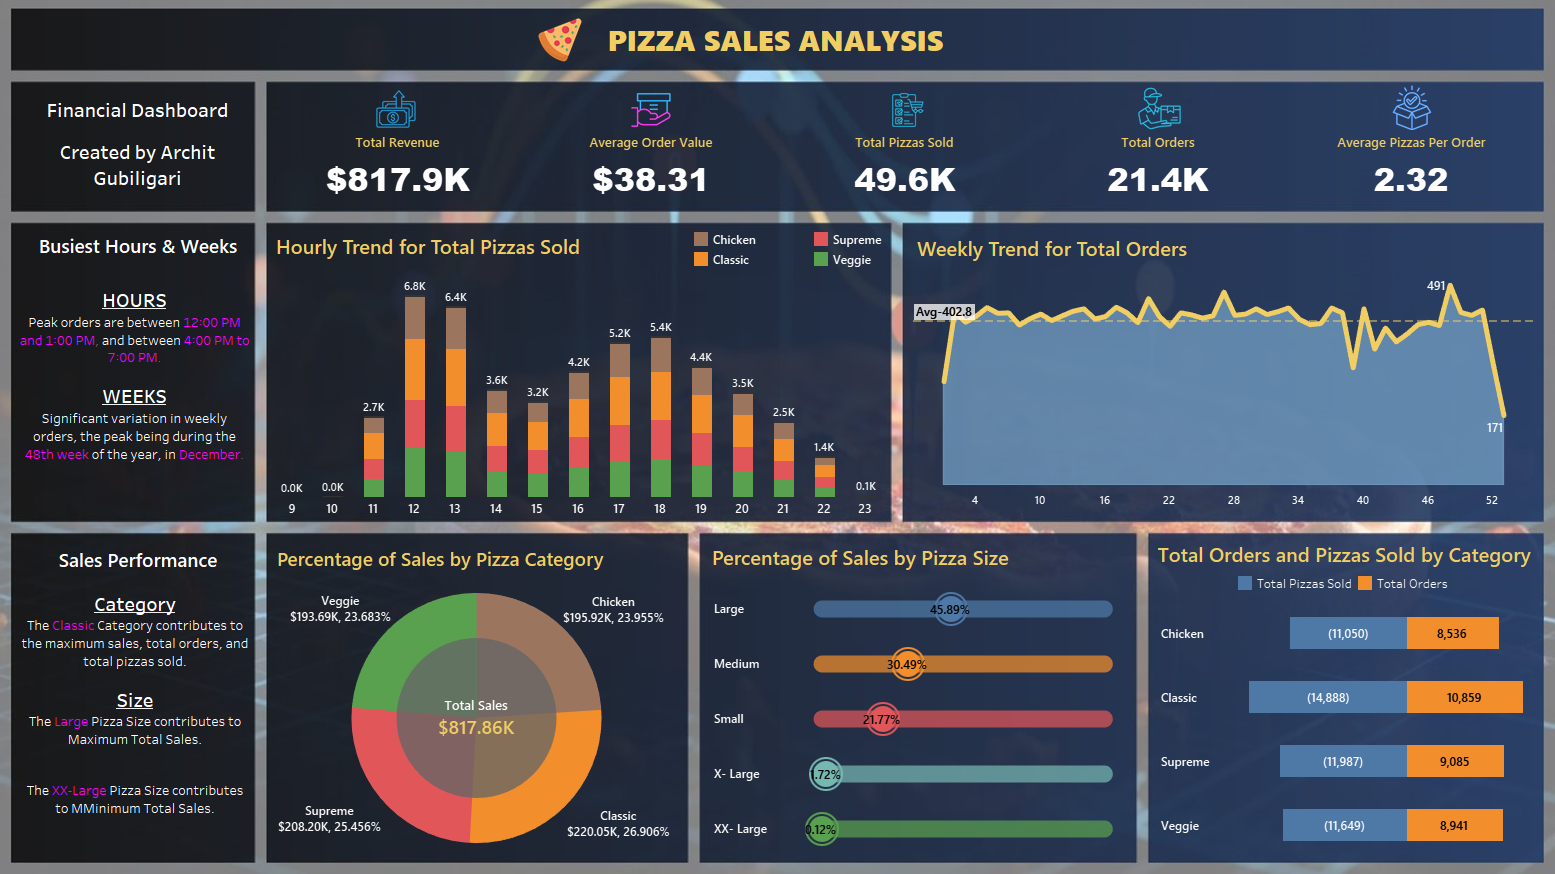 PIZZA SALES ANALYSIS
Financial Dashboard
Created by Archit
Gubiligari
Total Revenue
$817.9K
Average Order Value
$38.31
Total Pizzas Sold
49.6K
Total Orders
21.4K
Average Pizzas Per Order
2.32
Busiest Hours & Weeks
HOURS
Peak orders are between 12:00 PM
and 1:00 PM, and between 4:00 PM to
7:00 PM.
WEEKS
Significant variation in weekly
orders, the peak being during the
48th week of the year, in December.
Hourly Trend for Total Pizzas Sold
Chicken
Supreme
Classic
Veggie
0.0K
0.0K
2.7K
6.8K
6.4K
3.6K
3.2K
4.2K
5.2K
5.4K
4.4K
3.5K
2.5K
1.4K
0.1K
9 10 11 12 13 14 15 16 17 18 19 20 21 22 23
Weekly Trend for Total Orders
Avg-402.8
491
171
4 10 16 22 28 34 40 46 52
Sales Performance
Category
The Classic Category contributes to
the maximum sales, total orders, and
total pizzas sold.
Size
The Large Pizza Size contributes to
Maximum Total Sales.
The XX-Large Pizza Size contributes
to MMinimum Total Sales.
Percentage of Sales by Pizza Category
Veggie
$193.69K, 23.683%
Chicken
$195.92K, 23.955%
Total Sales
$817.86K
Supreme
$208.20K, 25.456%
Classic
$220.05K, 26.906%
Percentage of Sales by Pizza Size
Large
45.89%
Medium
30.49%
Small
21.77%
X- Large
1.72%
XX- Large
0.12%
Total Orders and Pizzas Sold by Category
Total Pizzas Sold
Total Orders
Chicken
(11,050)
8,536
Classic
(14,888)
10,859
Supreme
(11,987)
9,085
Veggie
(11,649)
8,941